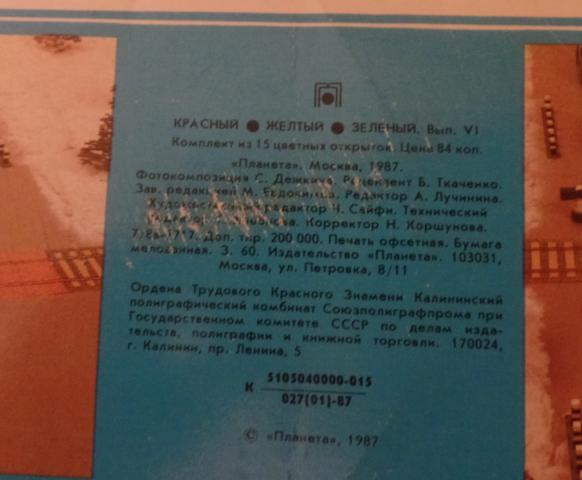 КРАСНЫЙ ● ЖЕЛТЫЙ ● ЗЕЛЕНЫЙ. Вып. VI
Комплект из 15 цветных открыток. Цена 84 коп.
«Планета». Москва, 1987.
Фотокомпозиция С. Дежкина. Рецензент Б. Ткаченко.
Зав. редакцией М. Евдокимов. Редактор А. Лучинина.
Художественный редактор Ч. Сайфи. Технический
редактор Корректор Н. Коршунова.
Доп. тир. 200 000. Печать офсетная. Бумага
мелованная. З. 60. Издательство «Планета». 103031,
Москва, ул. Петровка, 8/11
Ордена Трудового Красного Знамени Калининский
полиграфический комбинат Союзполиграфпрома при
Государственном комитете СССР по делам изда-
тельств, полиграфии и книжной торговли. 170024,
г. Калинин, пр. Ленина, 5
К 5105040000-015
027(01)-87
© «Планета», 1987